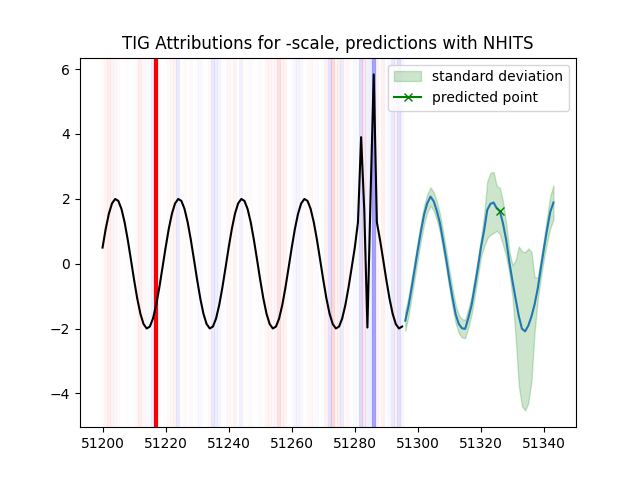 TIG Attributions for -scale, predictions with NHITS
standard deviation
predicted point
6
4
2
0
−2
−4
51200 51220 51240 51260 51280 51300 51320 51340